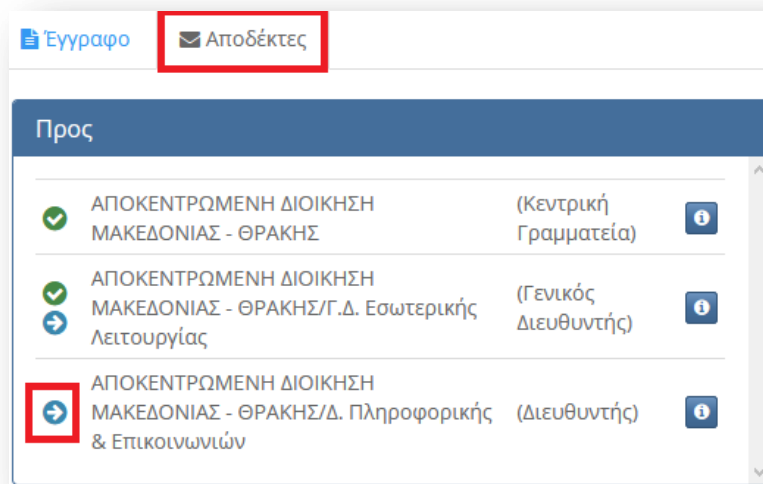 Έγγραφο Αποδέκτες
Προς
ΑΠΟΚΕΝΤΡΩΜΕΝΗ ΔΙΟΙΚΗΣΗ (Κεντρική
ΜΑΚΕΔΟΝΙΑΣ - ΘΡΑΚΗΣ Γραμματεία)
ΑΠΟΚΕΝΤΡΩΜΕΝΗ ΔΙΟΙΚΗΣΗ
ΜΑΚΕΔΟΝΙΑΣ - ΘΡΑΚΗΣ/Γ.Δ. Εσωτερικής
Λειτουργίας
(Γενικός
Διευθυντής)
ΑΠΟΚΕΝΤΡΩΜΕΝΗ ΔΙΟΙΚΗΣΗ
ΜΑΚΕΔΟΝΙΑΣ - ΘΡΑΚΗΣ/Δ. Πληροφορικής (Διευθυντής)
& Επικοινωνιών